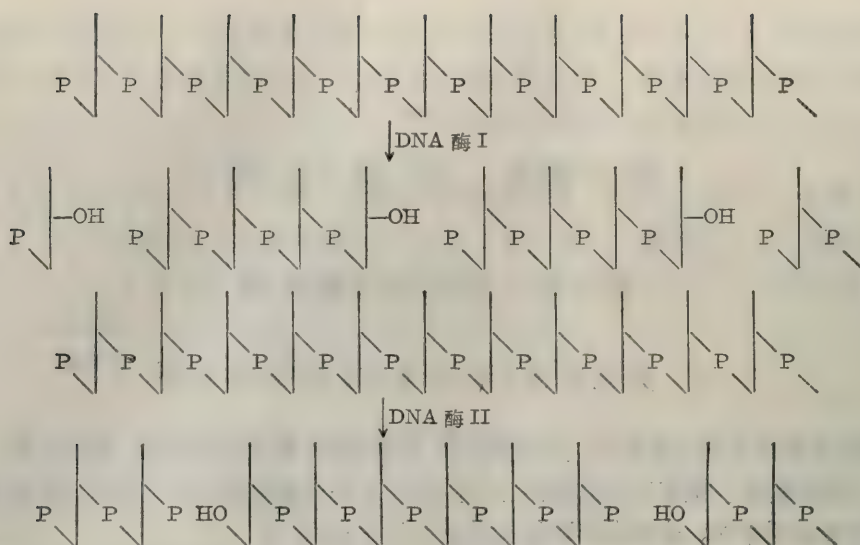 P P P P P P P P P P P P
DNA 酶 I
P —OH P P P P —OH P P P P —OH P P
P P P P P P P P P P P P
DNA 酶 II
P P P HO P P P P P P HO P P